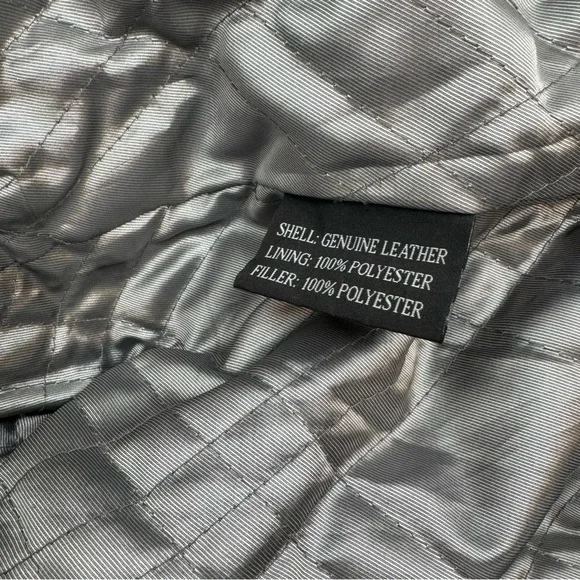 SHELL: GENUINE LEATHER
LINING: 100% POLYESTER
FILLER: 100% POLYESTER